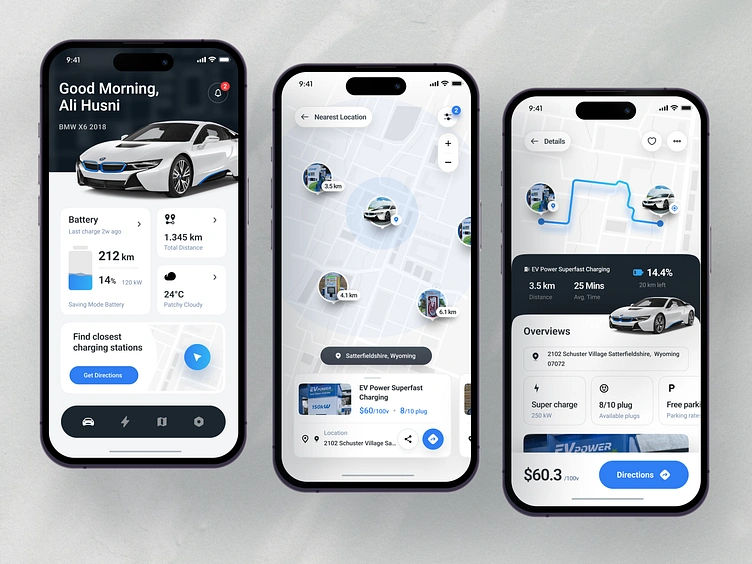 9:41
Good Morning,
Ali Husni
2
BMW X6 2018
Battery
Last charge 2w ago
212 km
14% 120 kW
Saving Mode Battery
1.345 km
Total Distance
24°C
Patchy Cloudy
Find closest
charging stations
Get Directions
9:41
Nearest Location
2
+
−
3.5 km
4.1 km
6.1 km
Satterfieldshire, Wyoming
EV Power Superfast
Charging
$60/100v • 8/10 plug
Location
2102 Schuster Village Sa...
EVPOWER
150kW
9:41
Details
EV Power Superfast Charging
14.4%
3.5 km
Distance
25 Mins
Avg. Time
20 km left
Overviews
2102 Schuster Village Satterfieldshire, Wyoming
07072
Super charge
250 kW
8/10 plug
Available plugs
P
Free parki
Parking rate
EVPOWER
$60.3 /100v
Directions